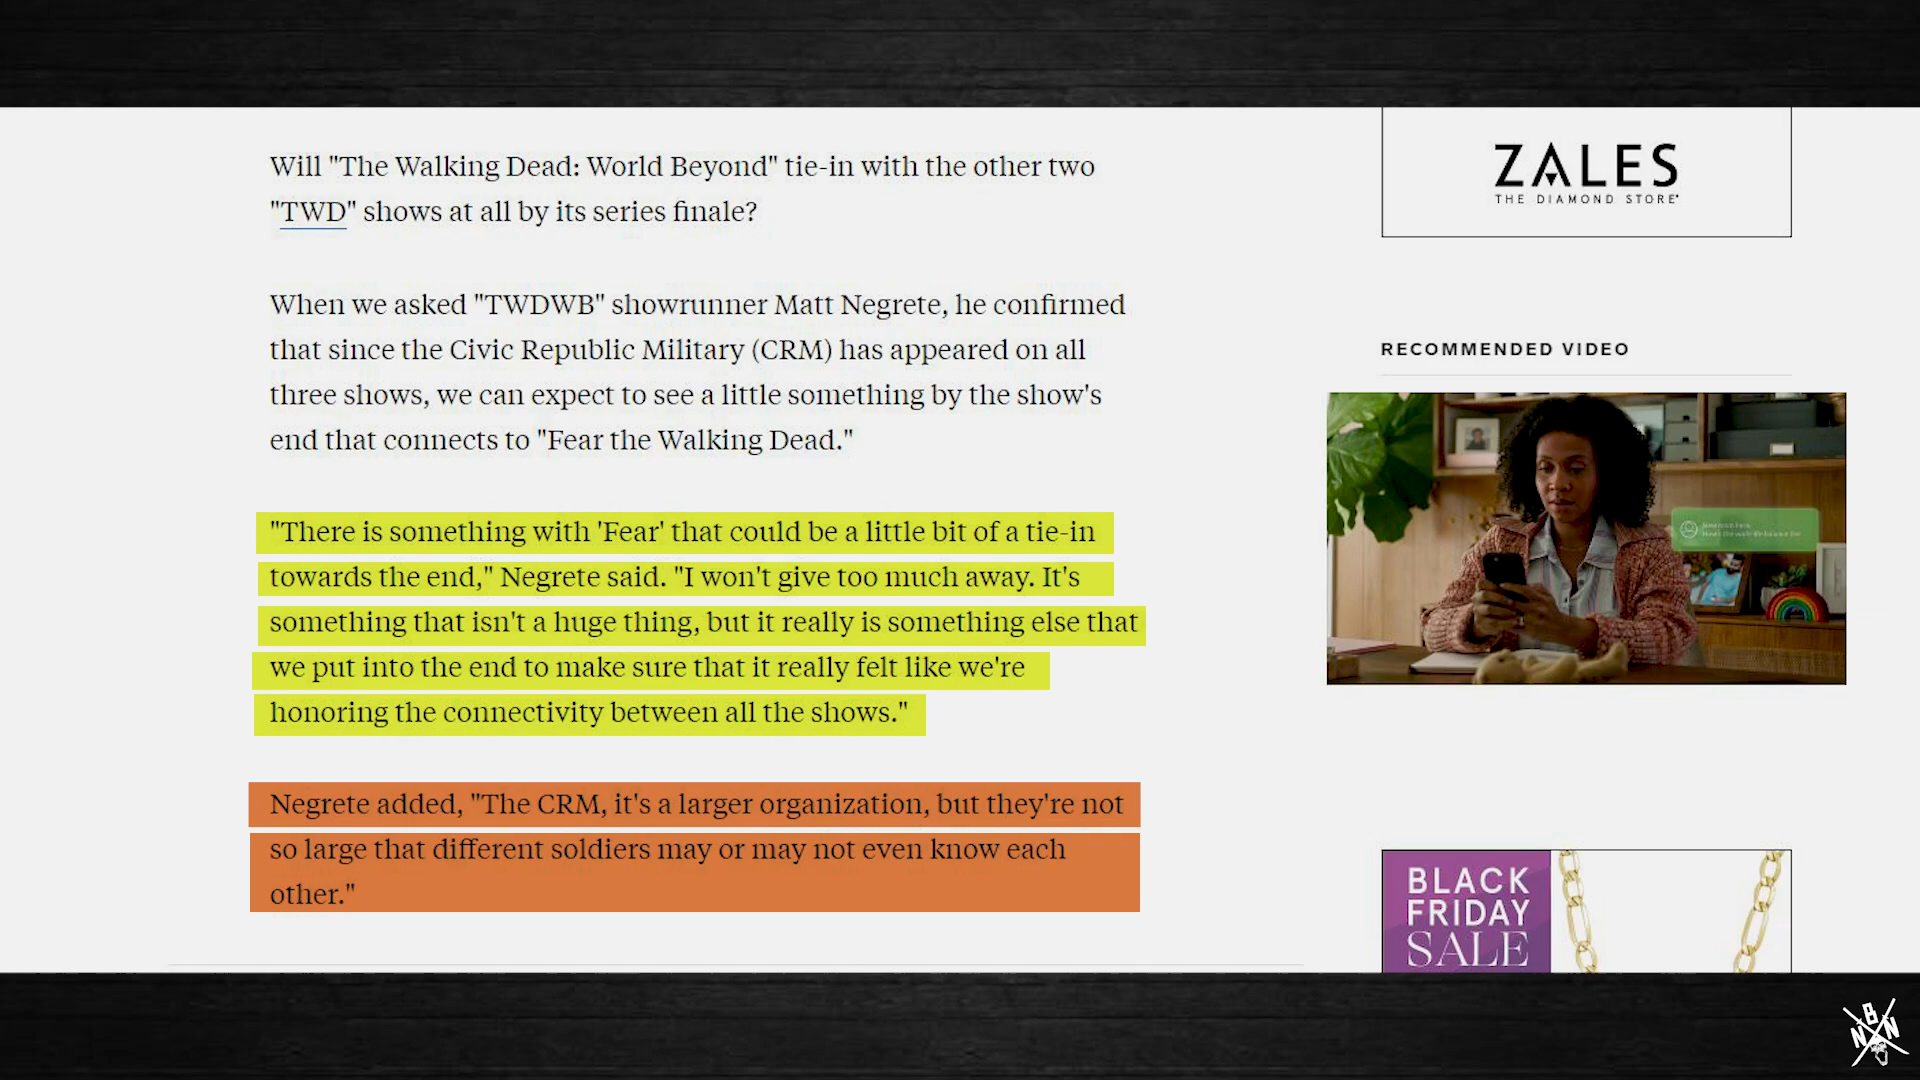 Will "The Walking Dead: World Beyond" tie-in with the other two
"TWD" shows at all by its series finale?
When we asked "TWDWB" showrunner Matt Negrete, he confirmed
that since the Civic Republic Military (CRM) has appeared on all
three shows, we can expect to see a little something by the show's
end that connects to "Fear the Walking Dead."
"There is something with 'Fear' that could be a little bit of a tie-in
towards the end," Negrete said. "I won't give too much away. It's
something that isn't a huge thing, but it really is something else that
we put into the end to make sure that it really felt like we're
honoring the connectivity between all the shows."
Negrete added, "The CRM, it's a larger organization, but they're not
so large that different soldiers may or may not even know each
other."
ZALES
THE DIAMOND STORE®
RECOMMENDED VIDEO
BLACK
FRIDAY
SALE
N B N